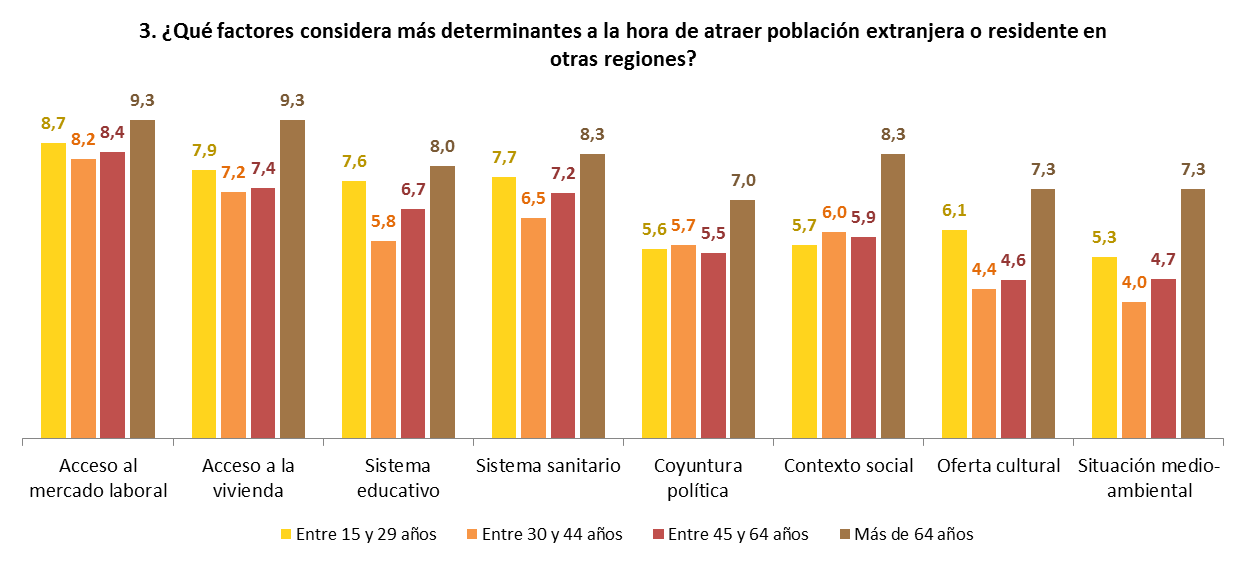 3. ¿Qué factores considera más determinantes a la hora de atraer población extranjera o residente en
otras regiones?
8,7
8,2
8,4
9,3
7,9
7,2
7,4
9,3
7,6
5,8
6,7
8,0
7,7
6,5
7,2
8,3
5,6
5,7
5,5
7,0
5,7
6,0
5,9
8,3
6,1
4,4
4,6
7,3
5,3
4,0
4,7
7,3
Acceso al
mercado laboral
Acceso a la
vivienda
Sistema
educativo
Sistema sanitario
Coyuntura
política
Contexto social
Oferta cultural
Situación medio-
ambiental
Entre 15 y 29 años
Entre 30 y 44 años
Entre 45 y 64 años
Más de 64 años